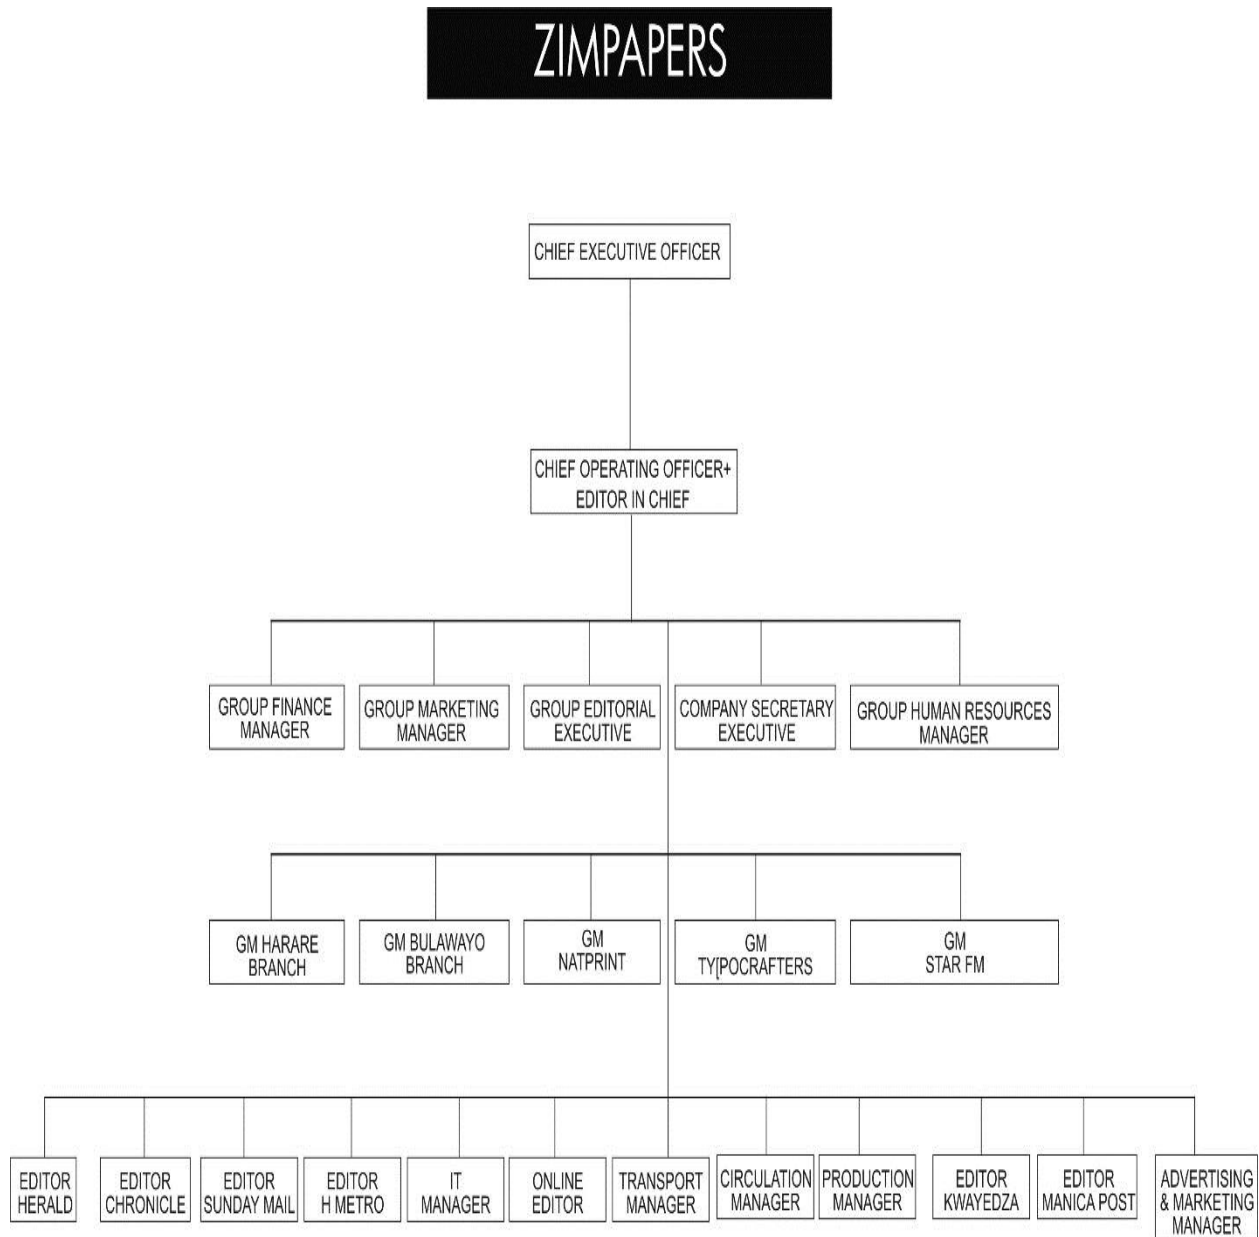 ZIMPAPERS
CHIEF EXECUTIVE OFFICER
CHIEF OPERATING OFFICER+
EDITOR IN CHIEF
GROUP FINANCE
MANAGER
GROUP MARKETING
MANAGER
GROUP EDITORIAL
EXECUTIVE
COMPANY SECRETARY
EXECUTIVE
GROUP HUMAN RESOURCES
MANAGER
GM HARARE
BRANCH
GM BULAWAYO
BRANCH
GM
NATPRINT
GM
TY[POCRAFTERS
GM
STAR FM
EDITOR
HERALD
EDITOR
CHRONICLE
EDITOR
SUNDAY MAIL
EDITOR
H METRO
IT
MANAGER
ONLINE
EDITOR
TRANSPORT
MANAGER
CIRCULATION
MANAGER
PRODUCTION
MANAGER
EDITOR
KWAYEDZA
EDITOR
MANICA POST
ADVERTISING
& MARKETING
MANAGER